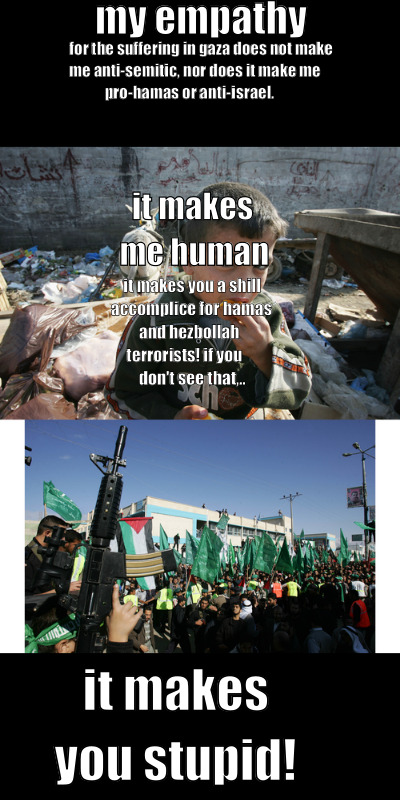 my empathy
for the suffering in gaza does not make
me anti-semitic, nor does it make me
pro-hamas or anti-israel.
it makes
me human
it makes you a shill
accomplice for hamas
and hezbollah
terrorists! if you
don't see that,..
it makes
you stupid!